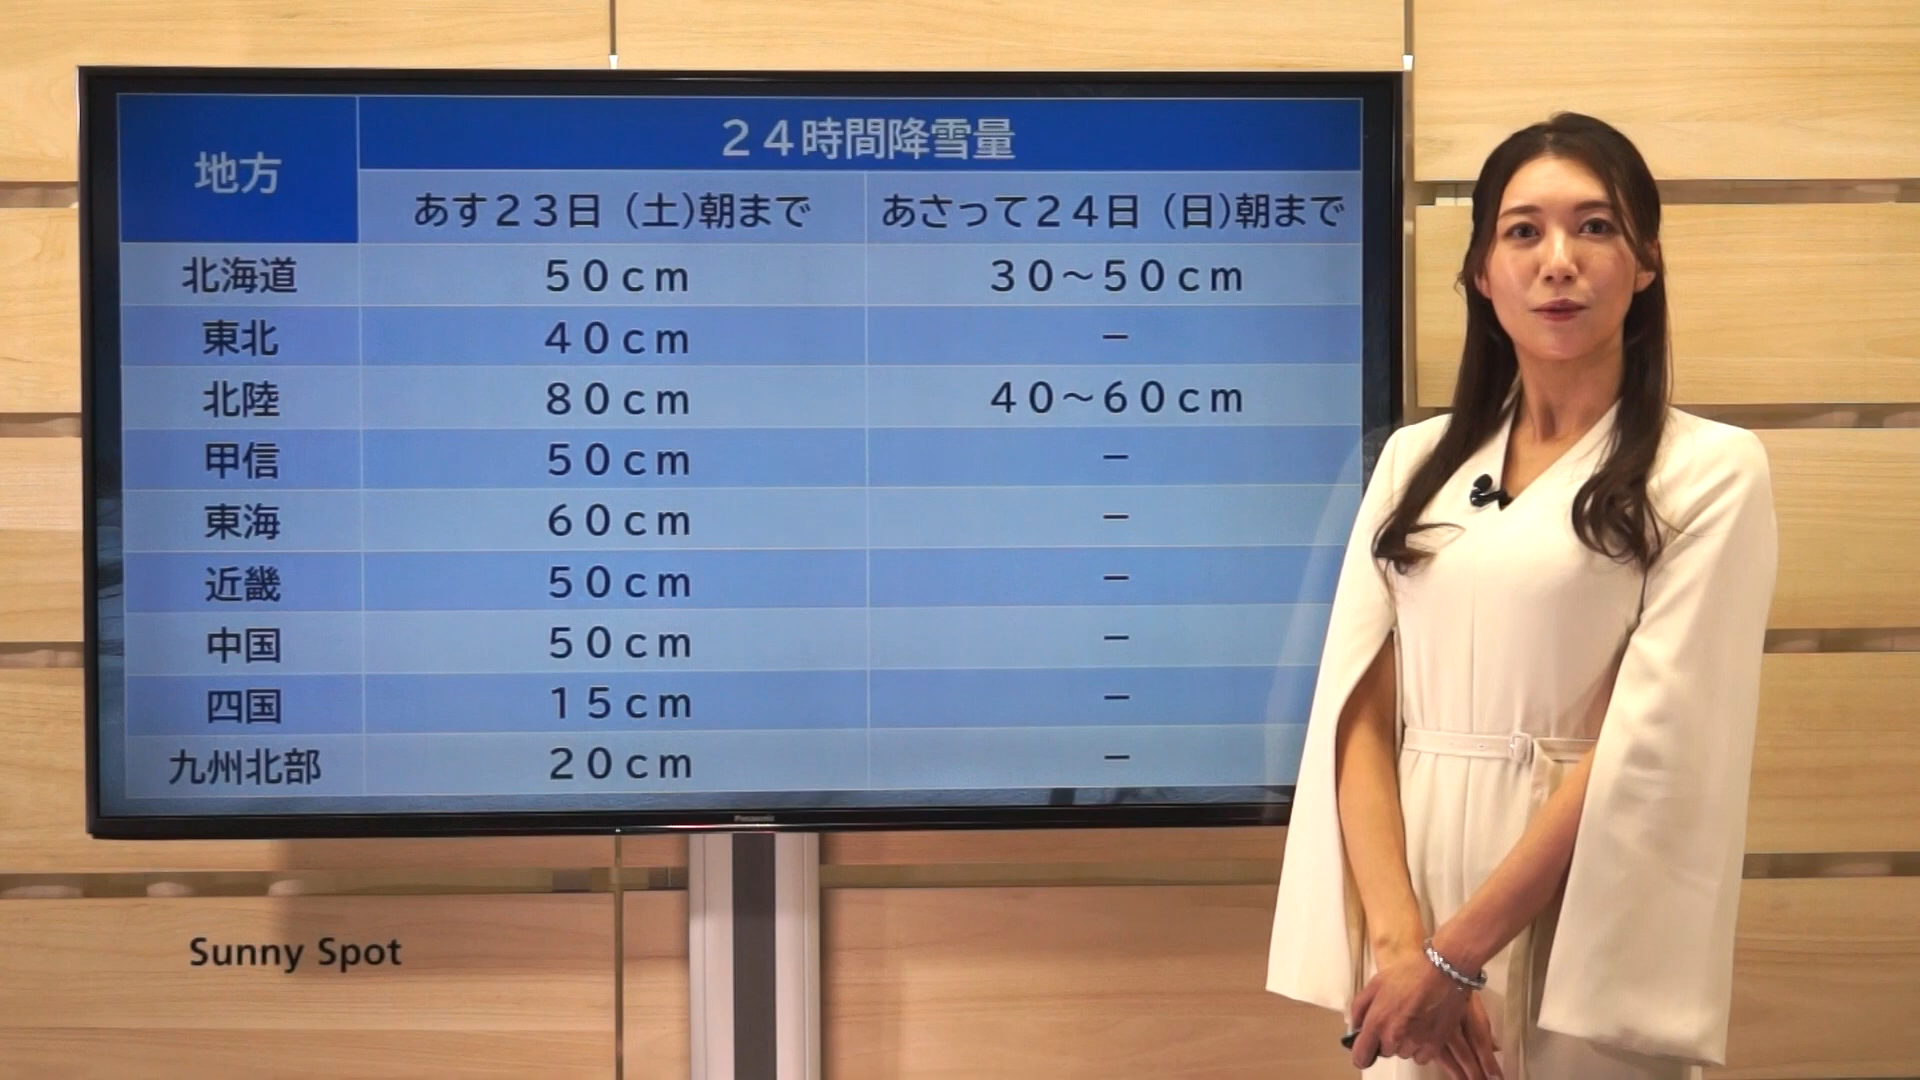 地方 ２４時間降雪量
あす２３日（土）朝まで あさって２４日（日）朝まで
北海道 ５０ｃｍ ３０～５０ｃｍ
東北 ４０ｃｍ －
北陸 ８０ｃｍ ４０～６０ｃｍ
甲信 ５０ｃｍ －
東海 ６０ｃｍ －
近畿 ５０ｃｍ －
中国 ５０ｃｍ －
四国 １５ｃｍ －
九州北部 ２０ｃｍ －
Panasonic
Sunny Spot